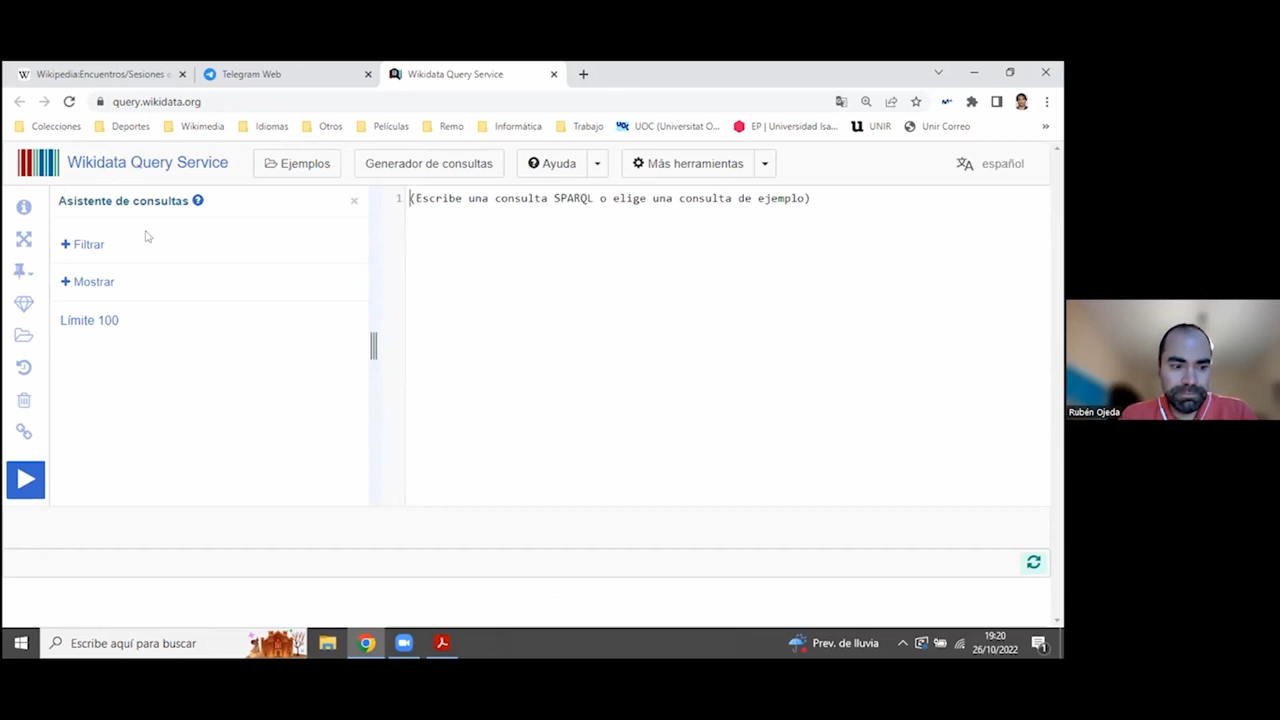 Wikipedia:Encuentros/Sesiones e
Telegram Web
Wikidata Query Service
query.wikidata.org
Colecciones
Deportes
Wikimedia
Idiomas
Otros
Películas
Remo
Informática
Trabajo
UOC (Universitat O...
EP | Universidad Isa...
UNIR
Unir Correo
Wikidata Query Service
Ejemplos
Generador de consultas
Ayuda
Más herramientas
español
Asistente de consultas
1 (Escribe una consulta SPARQL o elige una consulta de ejemplo)
+ Filtrar
+ Mostrar
Límite 100
Rubén Ojeda
Escribe aquí para buscar
Prev. de lluvia
19:20
26/10/2022
1